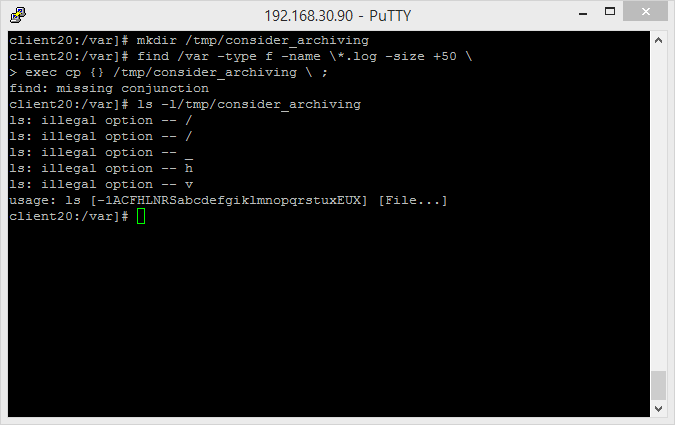 192.168.30.90 - PuTTY
client20:/var]# mkdir /tmp/consider_archiving
client20:/var]# find /var -type f -name \*.log -size +50 \
> exec cp {} /tmp/consider_archiving \ ;
find: missing conjunction
client20:/var]# ls -l/tmp/consider_archiving
ls: illegal option -- /
ls: illegal option -- /
ls: illegal option -- _
ls: illegal option -- h
ls: illegal option -- v
usage: ls [-1ACFHLNRSabcdefgiklmnopqrstuxEUX] [File...]
client20:/var]#